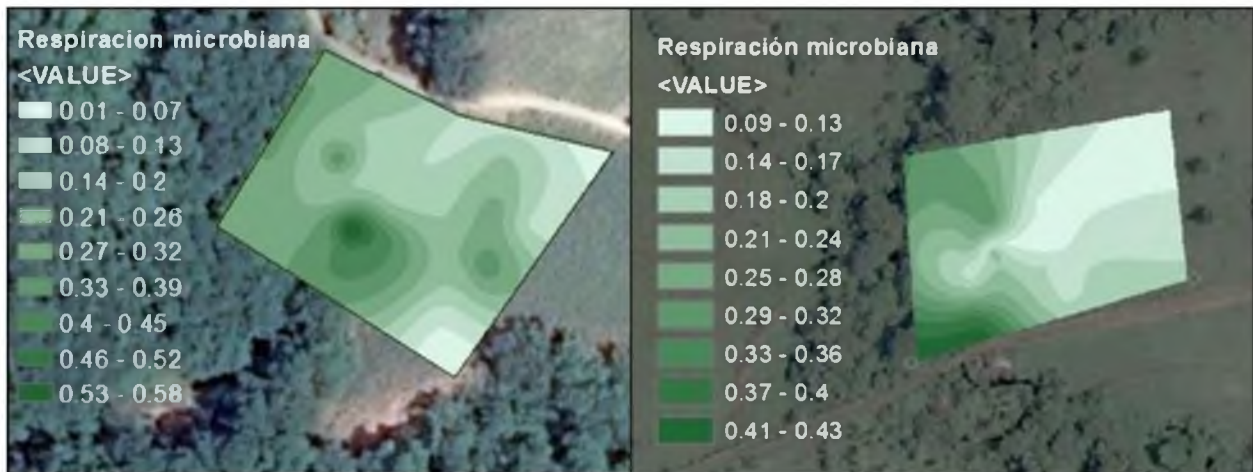 Respiracion microbiana
<VALUE>
0.01 - 0.07
0.08 - 0.13
0.14 - 0.2
0.21 - 0.26
0.27 - 0.32
0.33 - 0.39
0.4 - 0.45
0.46 - 0.52
0.53 - 0.58
Respiración microbiana
<VALUE>
0.09 - 0.13
0.14 - 0.17
0.18 - 0.2
0.21 - 0.24
0.25 - 0.28
0.29 - 0.32
0.33 - 0.36
0.37 - 0.4
0.41 - 0.43